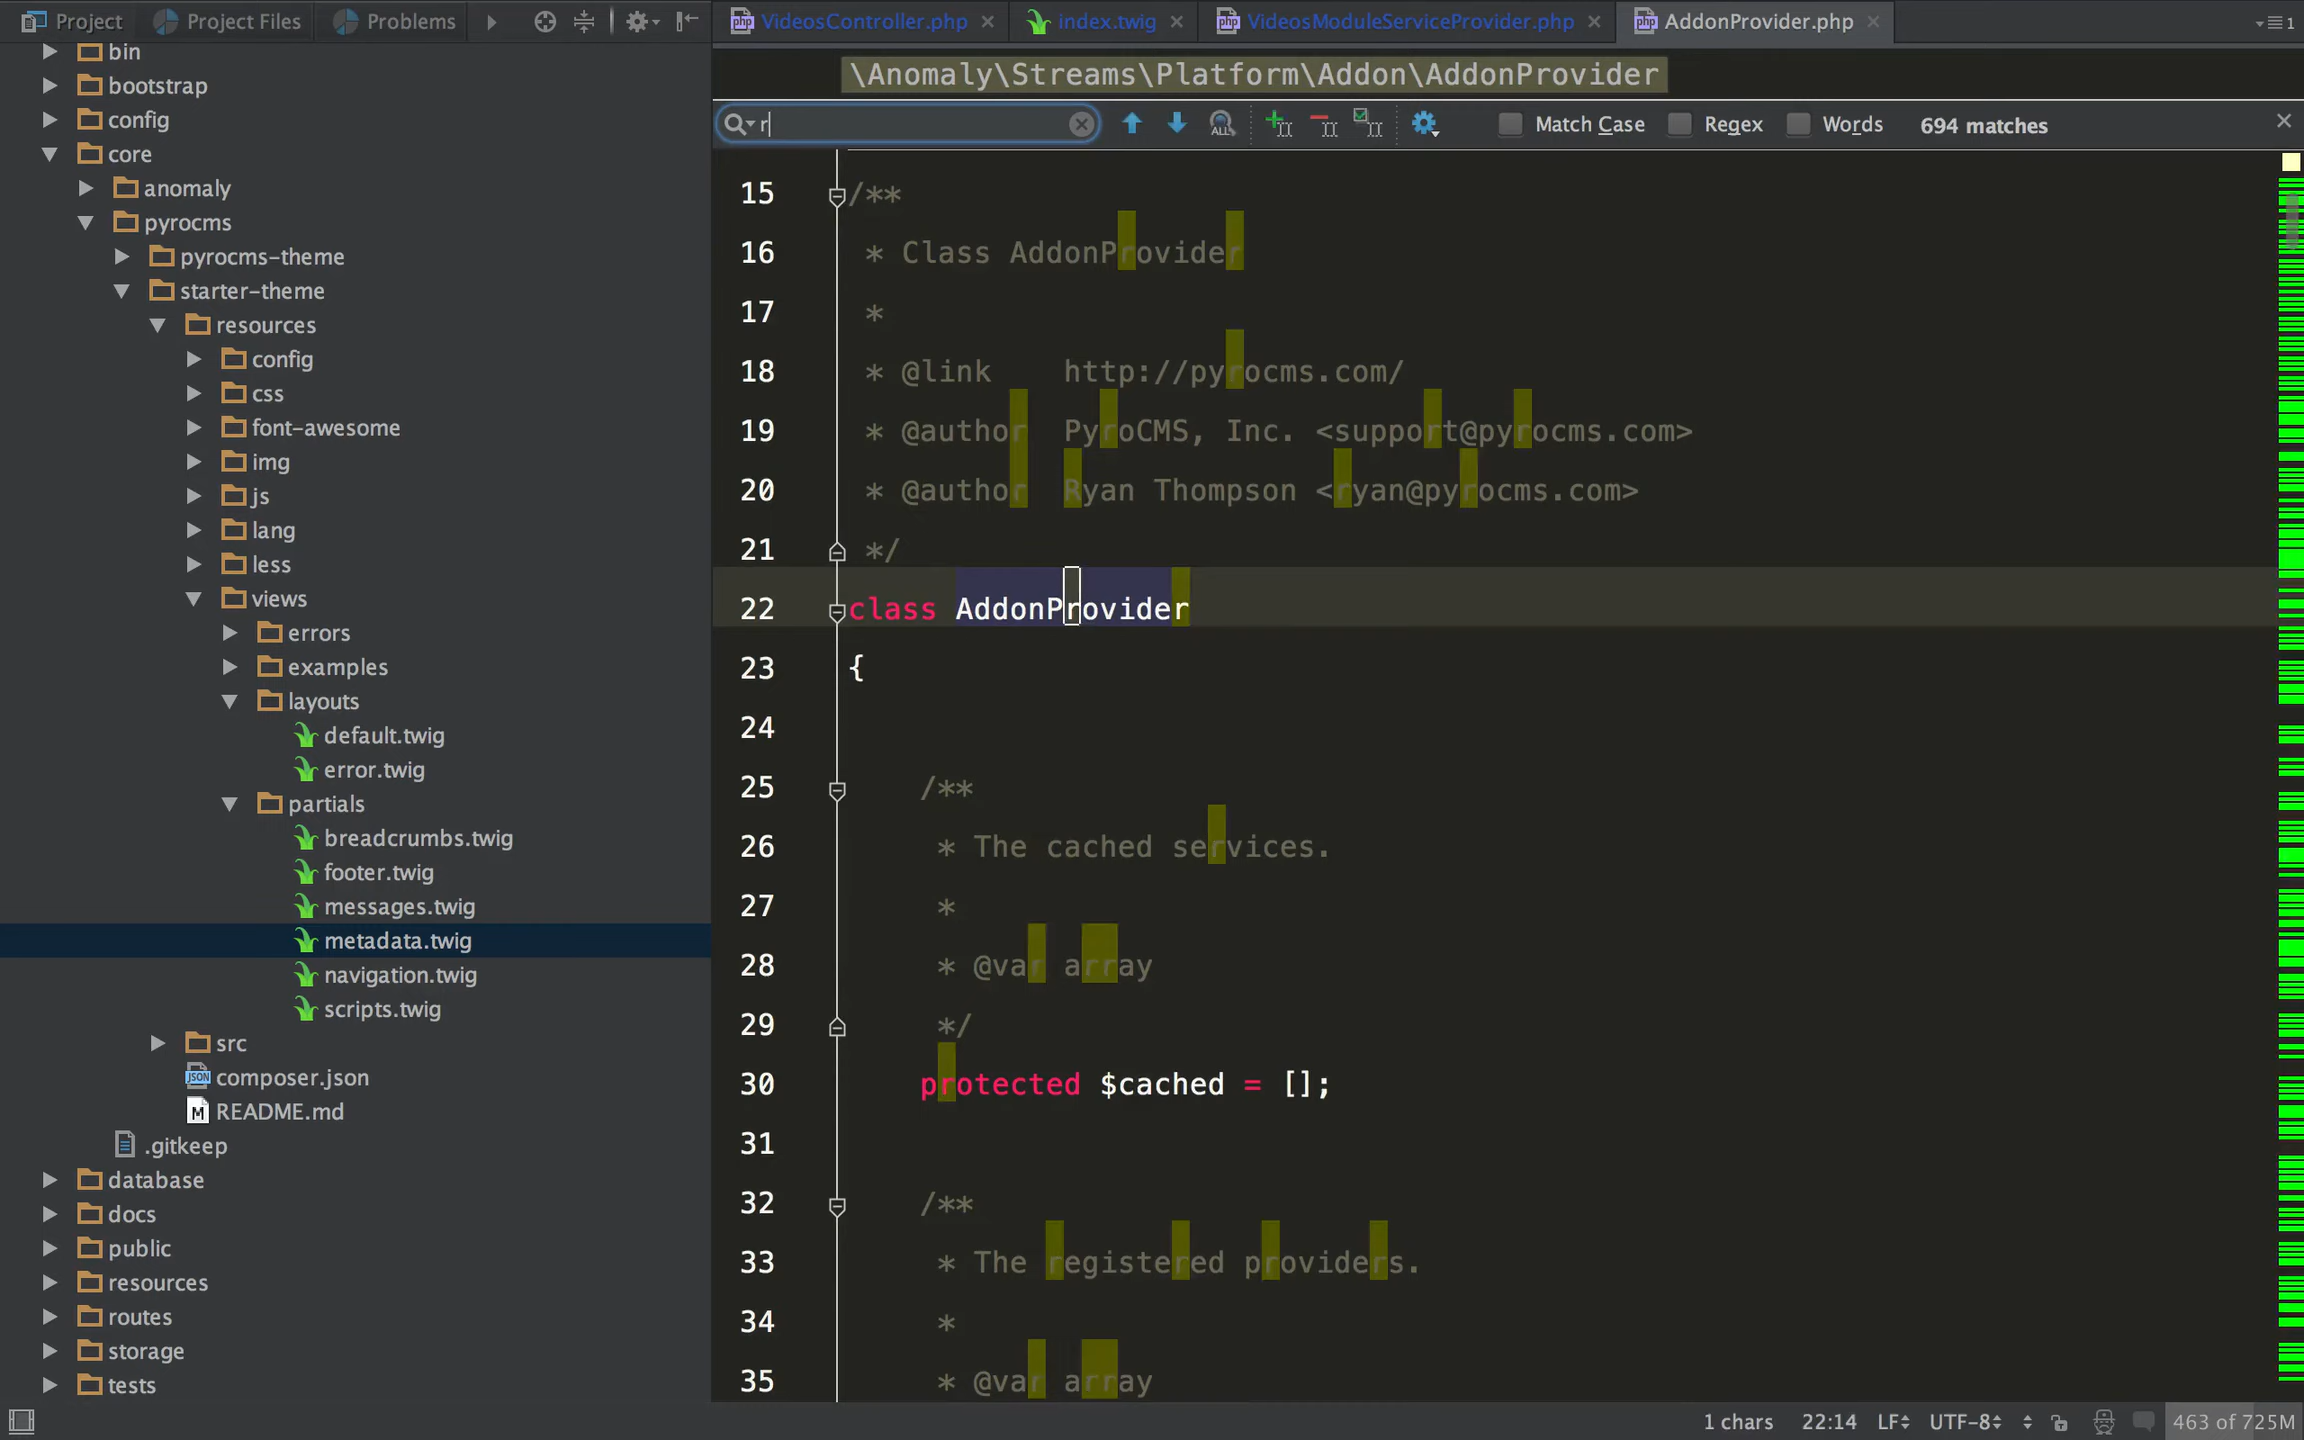 Project
Project Files
Problems
VideosController.php
index.twig
VideosModuleServiceProvider.php
AddonProvider.php
1
\Anomaly\Streams\Platform\Addon\AddonProvider
r
ALL
Match Case
Regex
Words
694 matches
bin
bootstrap
config
core
anomaly
pyrocms
pyrocms-theme
starter-theme
resources
config
css
font-awesome
img
js
lang
less
views
errors
examples
layouts
default.twig
error.twig
partials
breadcrumbs.twig
footer.twig
messages.twig
metadata.twig
navigation.twig
scripts.twig
src
composer.json
README.md
.gitkeep
database
docs
public
resources
routes
storage
tests
15 /**
16 * Class AddonProvider
17 *
18 * @link    http://pyrocms.com/
19 * @author  PyroCMS, Inc. <support@pyrocms.com>
20 * @author  Ryan Thompson <ryan@pyrocms.com>
21 */
22 class AddonProvider
23 {
24
25 /**
26 * The cached services.
27 *
28 * @var array
29 */
30 protected $cached = [];
31
32 /**
33 * The registered providers.
34 *
35 * @var array
1 chars 22:14 LF UTF-8 463 of 725M